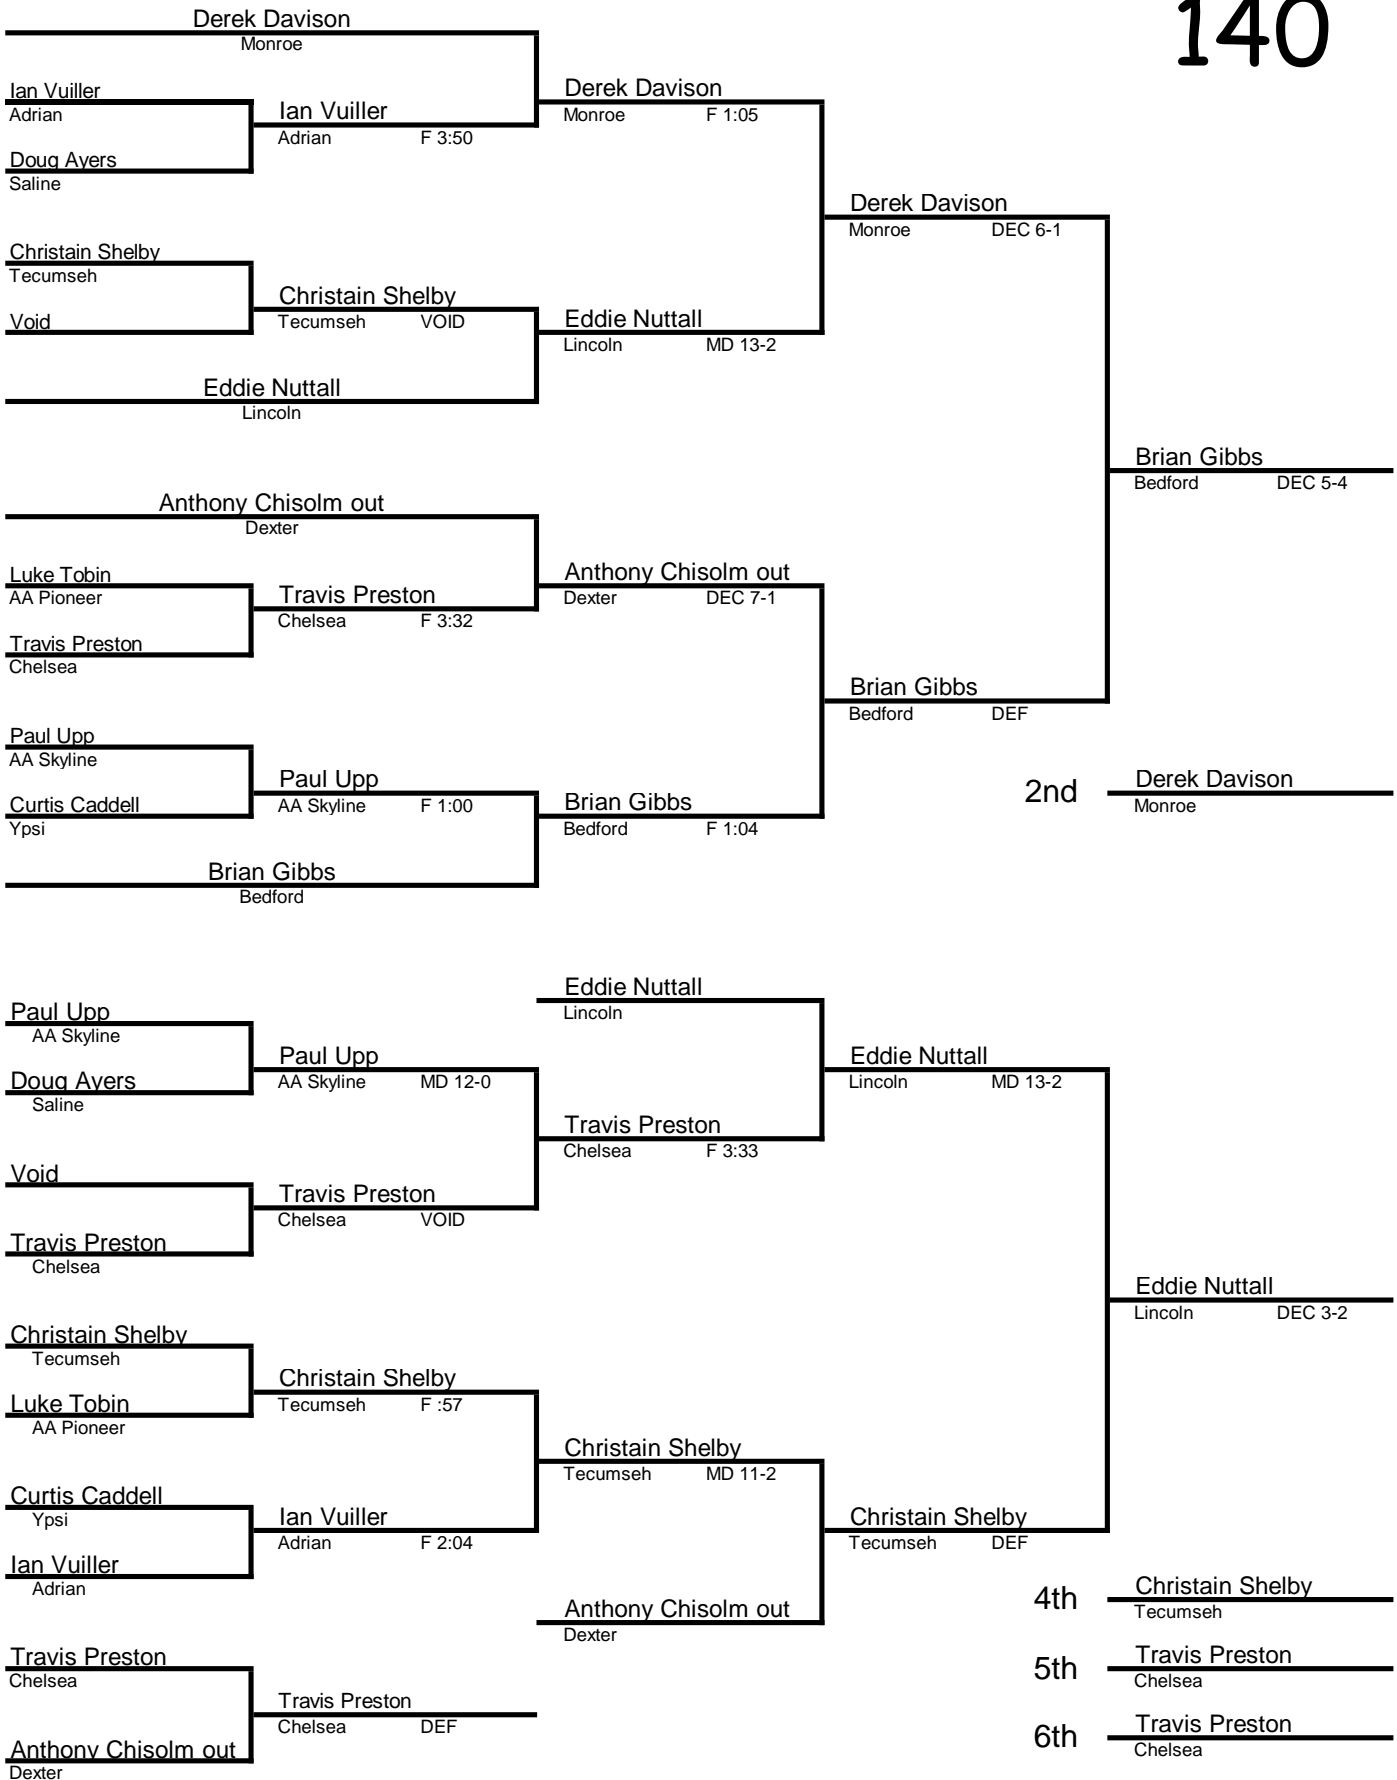 140
Derek Davison
Monroe
Ian Vuiller
Adrian
Doug Ayers
Saline
Ian Vuiller
Adrian F 3:50
Derek Davison
Monroe F 1:05
Christain Shelby
Tecumseh
Void
Christain Shelby
Tecumseh VOID
Eddie Nuttall
Lincoln
Eddie Nuttall
Lincoln MD 13-2
Derek Davison
Monroe DEC 6-1
Anthony Chisolm out
Dexter
Luke Tobin
AA Pioneer
Travis Preston
Chelsea
Travis Preston
Chelsea F 3:32
Anthony Chisolm out
Dexter DEC 7-1
Paul Upp
AA Skyline
Curtis Caddell
Ypsi
Paul Upp
AA Skyline F 1:00
Brian Gibbs
Bedford
Brian Gibbs
Bedford F 1:04
Brian Gibbs
Bedford DEF
Brian Gibbs
Bedford DEC 5-4
2nd Derek Davison
Monroe
Paul Upp
AA Skyline
Doug Ayers
Saline
Paul Upp
AA Skyline MD 12-0
Void
Travis Preston
Chelsea
Travis Preston
Chelsea VOID
Eddie Nuttall
Lincoln
Travis Preston
Chelsea F 3:33
Eddie Nuttall
Lincoln MD 13-2
Christain Shelby
Tecumseh
Luke Tobin
AA Pioneer
Christain Shelby
Tecumseh F :57
Curtis Caddell
Ypsi
Ian Vuiller
Adrian
Ian Vuiller
Adrian F 2:04
Christain Shelby
Tecumseh MD 11-2
Anthony Chisolm out
Dexter
Christain Shelby
Tecumseh DEF
Eddie Nuttall
Lincoln DEC 3-2
Travis Preston
Chelsea
Anthony Chisolm out
Dexter
Travis Preston
Chelsea DEF
4th Christain Shelby
Tecumseh
5th Travis Preston
Chelsea
6th Travis Preston
Chelsea